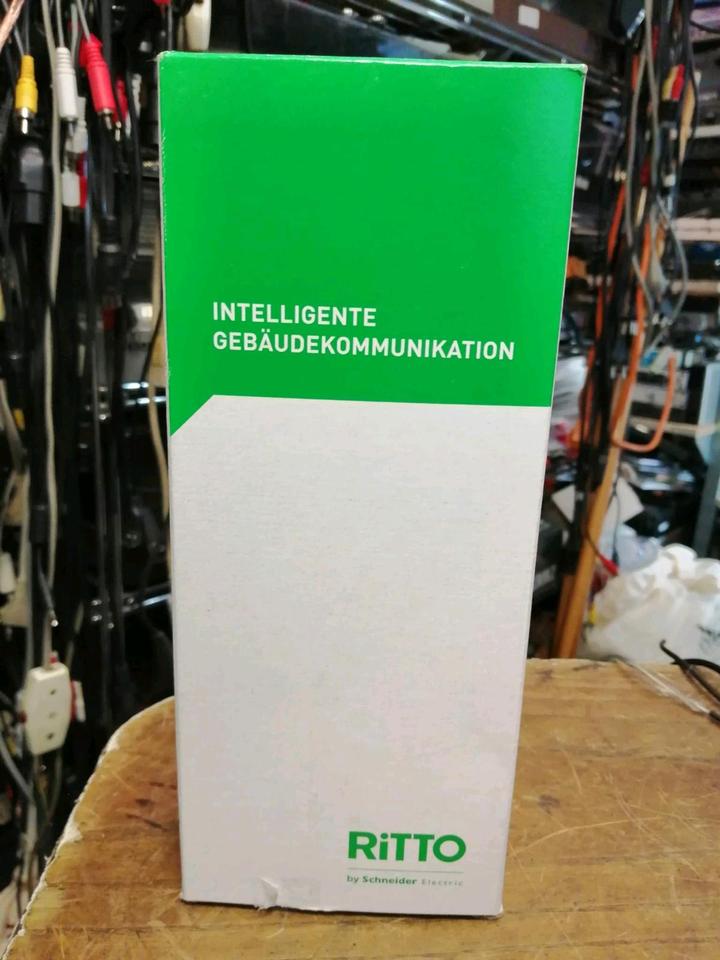 INTELLIGENTE
GEBÄUDEKOMMUNIKATION
RiTTO
by Schneider Electric